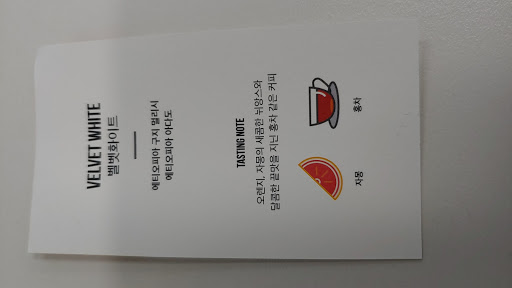 VELVET WHITE
벨벳화이트
에티오피아 구지 멜리시
에티오피아 아다도
TASTING NOTE
오렌지, 자몽의 새콤한 뉘앙스와
달콤한 끝맛을 지닌 홍차 같은 커피
자몽
홍차